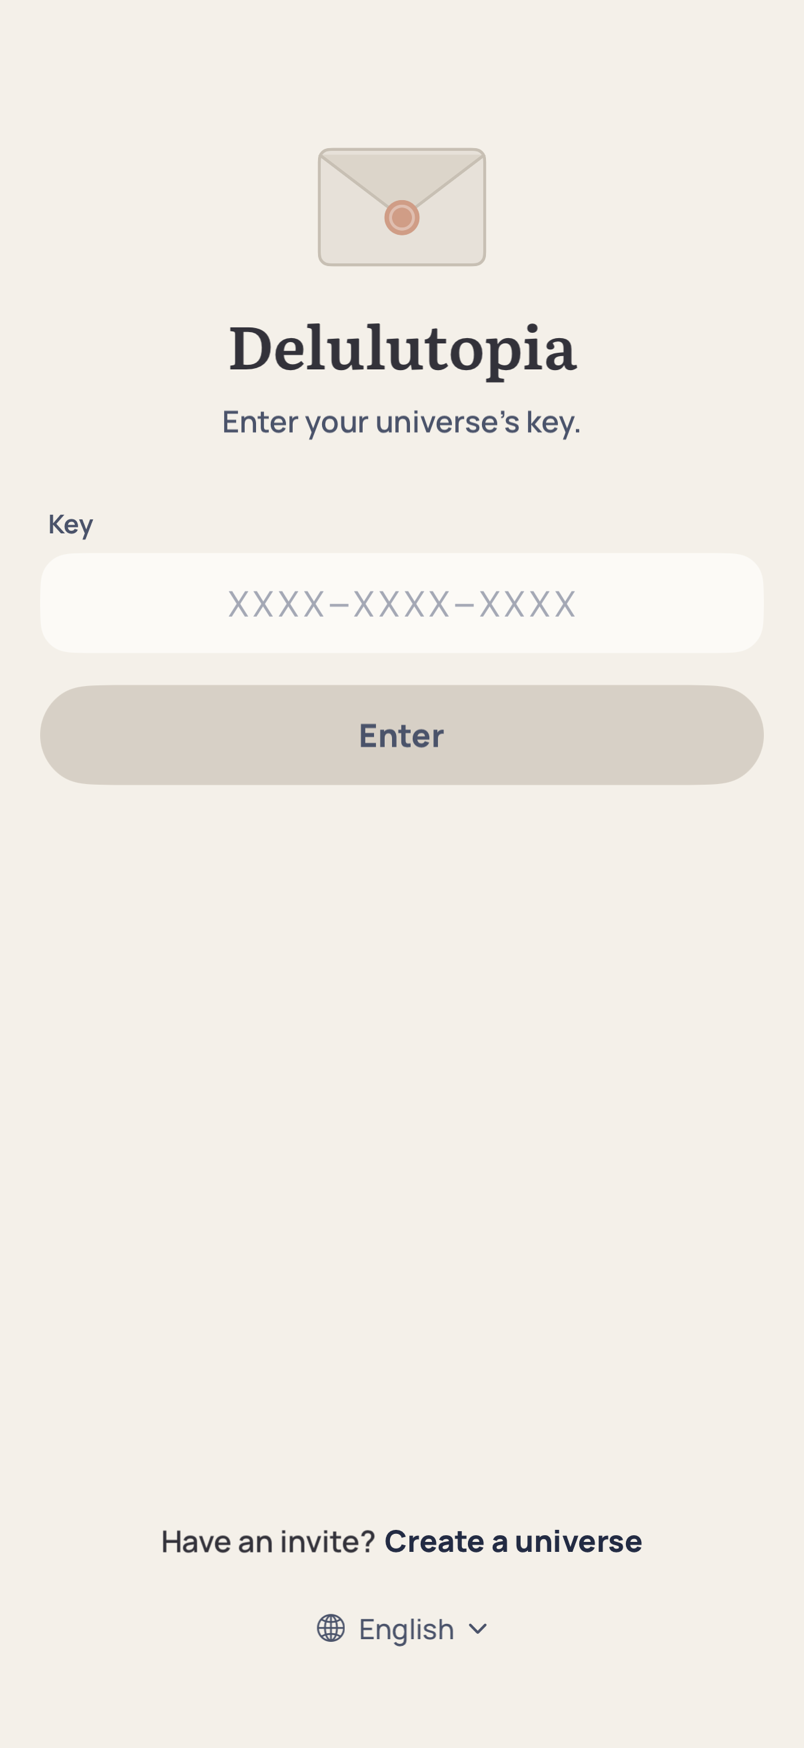 Delulutopia
Enter your universe’s key.
Key
XXXX–XXXX–XXXX
Enter
Have an invite? Create a universe
English